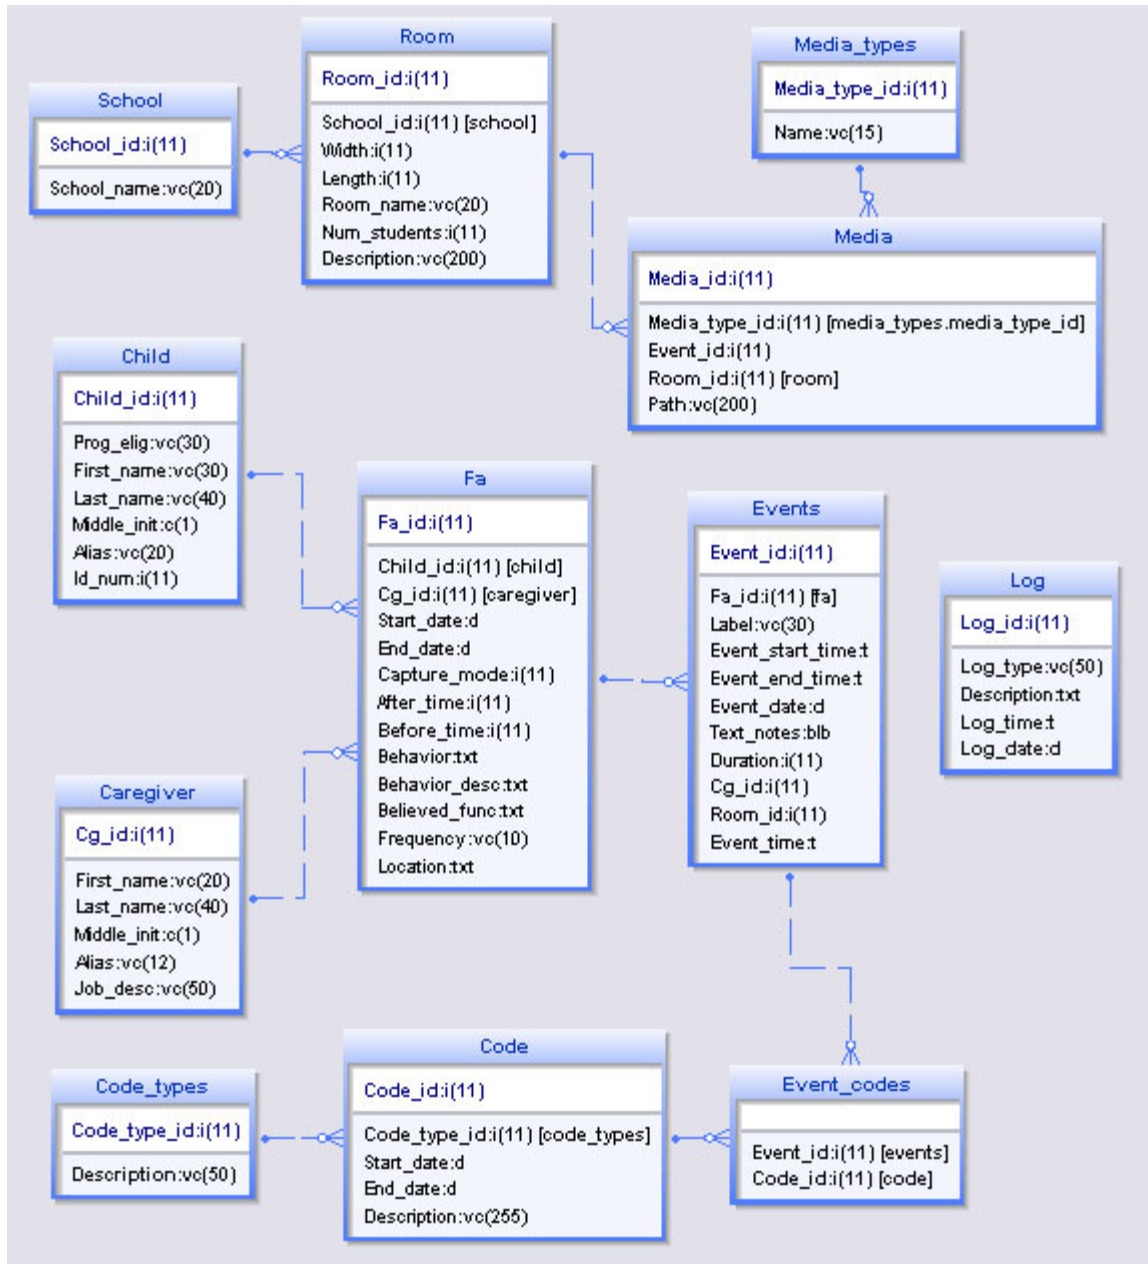 Room
Room_id:i(11)
School_id:i(11) [school]
Width:i(11)
Length:i(11)
Room_name:vc(20)
Num_students:i(11)
Description:vc(200)
Media_types
Media_type_id:i(11)
Name:vc(15)
School
School_id:i(11)
School_name:vc(20)
Media
Media_id:i(11)
Media_type_id:i(11) [media_types.media_type_id]
Event_id:i(11)
Room_id:i(11) [room]
Path:vc(200)
Child
Child_id:i(11)
Prog_elig:vc(30)
First_name:vc(30)
Last_name:vc(40)
Middle_init:c(1)
Alias:vc(20)
Id_num:i(11)
Fa
Fa_id:i(11)
Child_id:i(11) [child]
Cg_id:i(11) [caregiver]
Start_date:d
End_date:d
Capture_mode:i(11)
After_time:i(11)
Before_time:i(11)
Behavior:txt
Behavior_desc:txt
Believed_func:txt
Frequency:vc(10)
Location:txt
Events
Event_id:i(11)
Fa_id:i(11) [fa]
Label:vc(30)
Event_start_time:t
Event_end_time:t
Event_date:d
Text_notes:blb
Duration:i(11)
Cg_id:i(11)
Room_id:i(11)
Event_time:t
Log
Log_id:i(11)
Log_type:vc(50)
Description:txt
Log_time:t
Log_date:d
Caregiver
Cg_id:i(11)
First_name:vc(20)
Last_name:vc(40)
Middle_init:c(1)
Alias:vc(12)
Job_desc:vc(50)
Code_types
Code_type_id:i(11)
Description:vc(50)
Code
Code_id:i(11)
Code_type_id:i(11) [code_types]
Start_date:d
End_date:d
Description:vc(255)
Event_codes
Event_id:i(11) [events]
Code_id:i(11) [code]